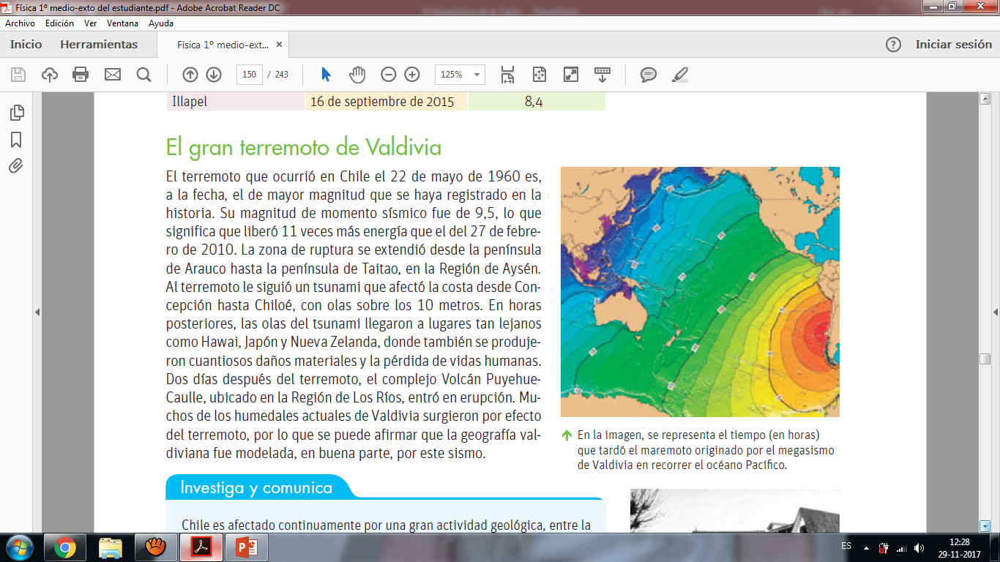 Física 1º medio-exto del estudiante.pdf - Adobe Acrobat Reader DC
Archivo Edición Ver Ventana Ayuda
Inicio Herramientas Física 1º medio-ext... Iniciar sesión
150 / 243 125%
Illapel 16 de septiembre de 2015 8,4
El gran terremoto de Valdivia
El terremoto que ocurrió en Chile el 22 de mayo de 1960 es,
a la fecha, el de mayor magnitud que se haya registrado en la
historia. Su magnitud de momento sísmico fue de 9,5, lo que
significa que liberó 11 veces más energía que el del 27 de febre-
ro de 2010. La zona de ruptura se extendió desde la península
de Arauco hasta la península de Taitao, en la Región de Aysén.
Al terremoto le siguió un tsunami que afectó la costa desde Con-
cepción hasta Chiloé, con olas sobre los 10 metros. En horas
posteriores, las olas del tsunami llegaron a lugares tan lejanos
como Hawai, Japón y Nueva Zelanda, donde también se produje-
ron cuantiosos daños materiales y la pérdida de vidas humanas.
Dos días después del terremoto, el complejo Volcán Puyehue-
Caulle, ubicado en la Región de Los Ríos, entró en erupción. Mu-
chos de los humedales actuales de Valdivia surgieron por efecto
del terremoto, por lo que se puede afirmar que la geografía val-
diviana fue modelada, en buena parte, por este sismo.
En la imagen, se representa el tiempo (en horas)
que tardó el maremoto originado por el megasismo
de Valdivia en recorrer el océano Pacífico.
Investiga y comunica
Chile es afectado continuamente por una gran actividad geológica, entre la
ES 12:28
29-11-2017